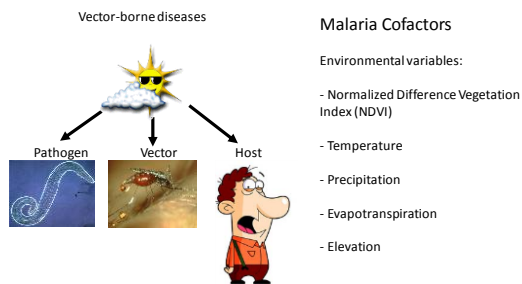 Vector-borne diseases
Pathogen
Vector
Host
Malaria Cofactors
Environmental variables:
- Normalized Difference Vegetation
Index (NDVI)
- Temperature
- Precipitation
- Evapotranspiration
- Elevation